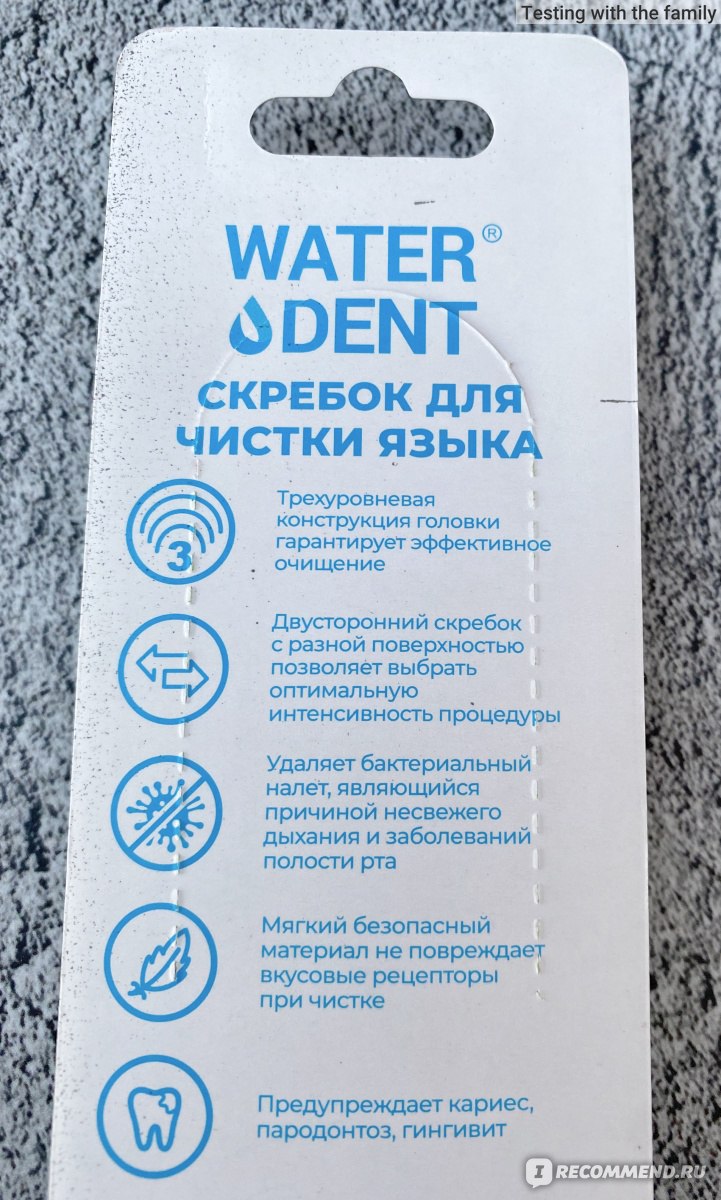 Testing with the family
WATER®
DENT
СКРЕБОК ДЛЯ
ЧИСТКИ ЯЗЫКА
3
Трехуровневая
конструкция головки
гарантирует эффективное
очищение
Двусторонний скребок
с разной поверхностью
позволяет выбрать
оптимальную
интенсивность процедуры
Удаляет бактериальный
налет, являющийся
причиной несвежего
дыхания и заболеваний
полости рта
Мягкий безопасный
материал не повреждает
вкусовые рецепторы
при чистке
Предупреждает кариес,
пародонтоз, гингивит
I RECOMMEND.RU